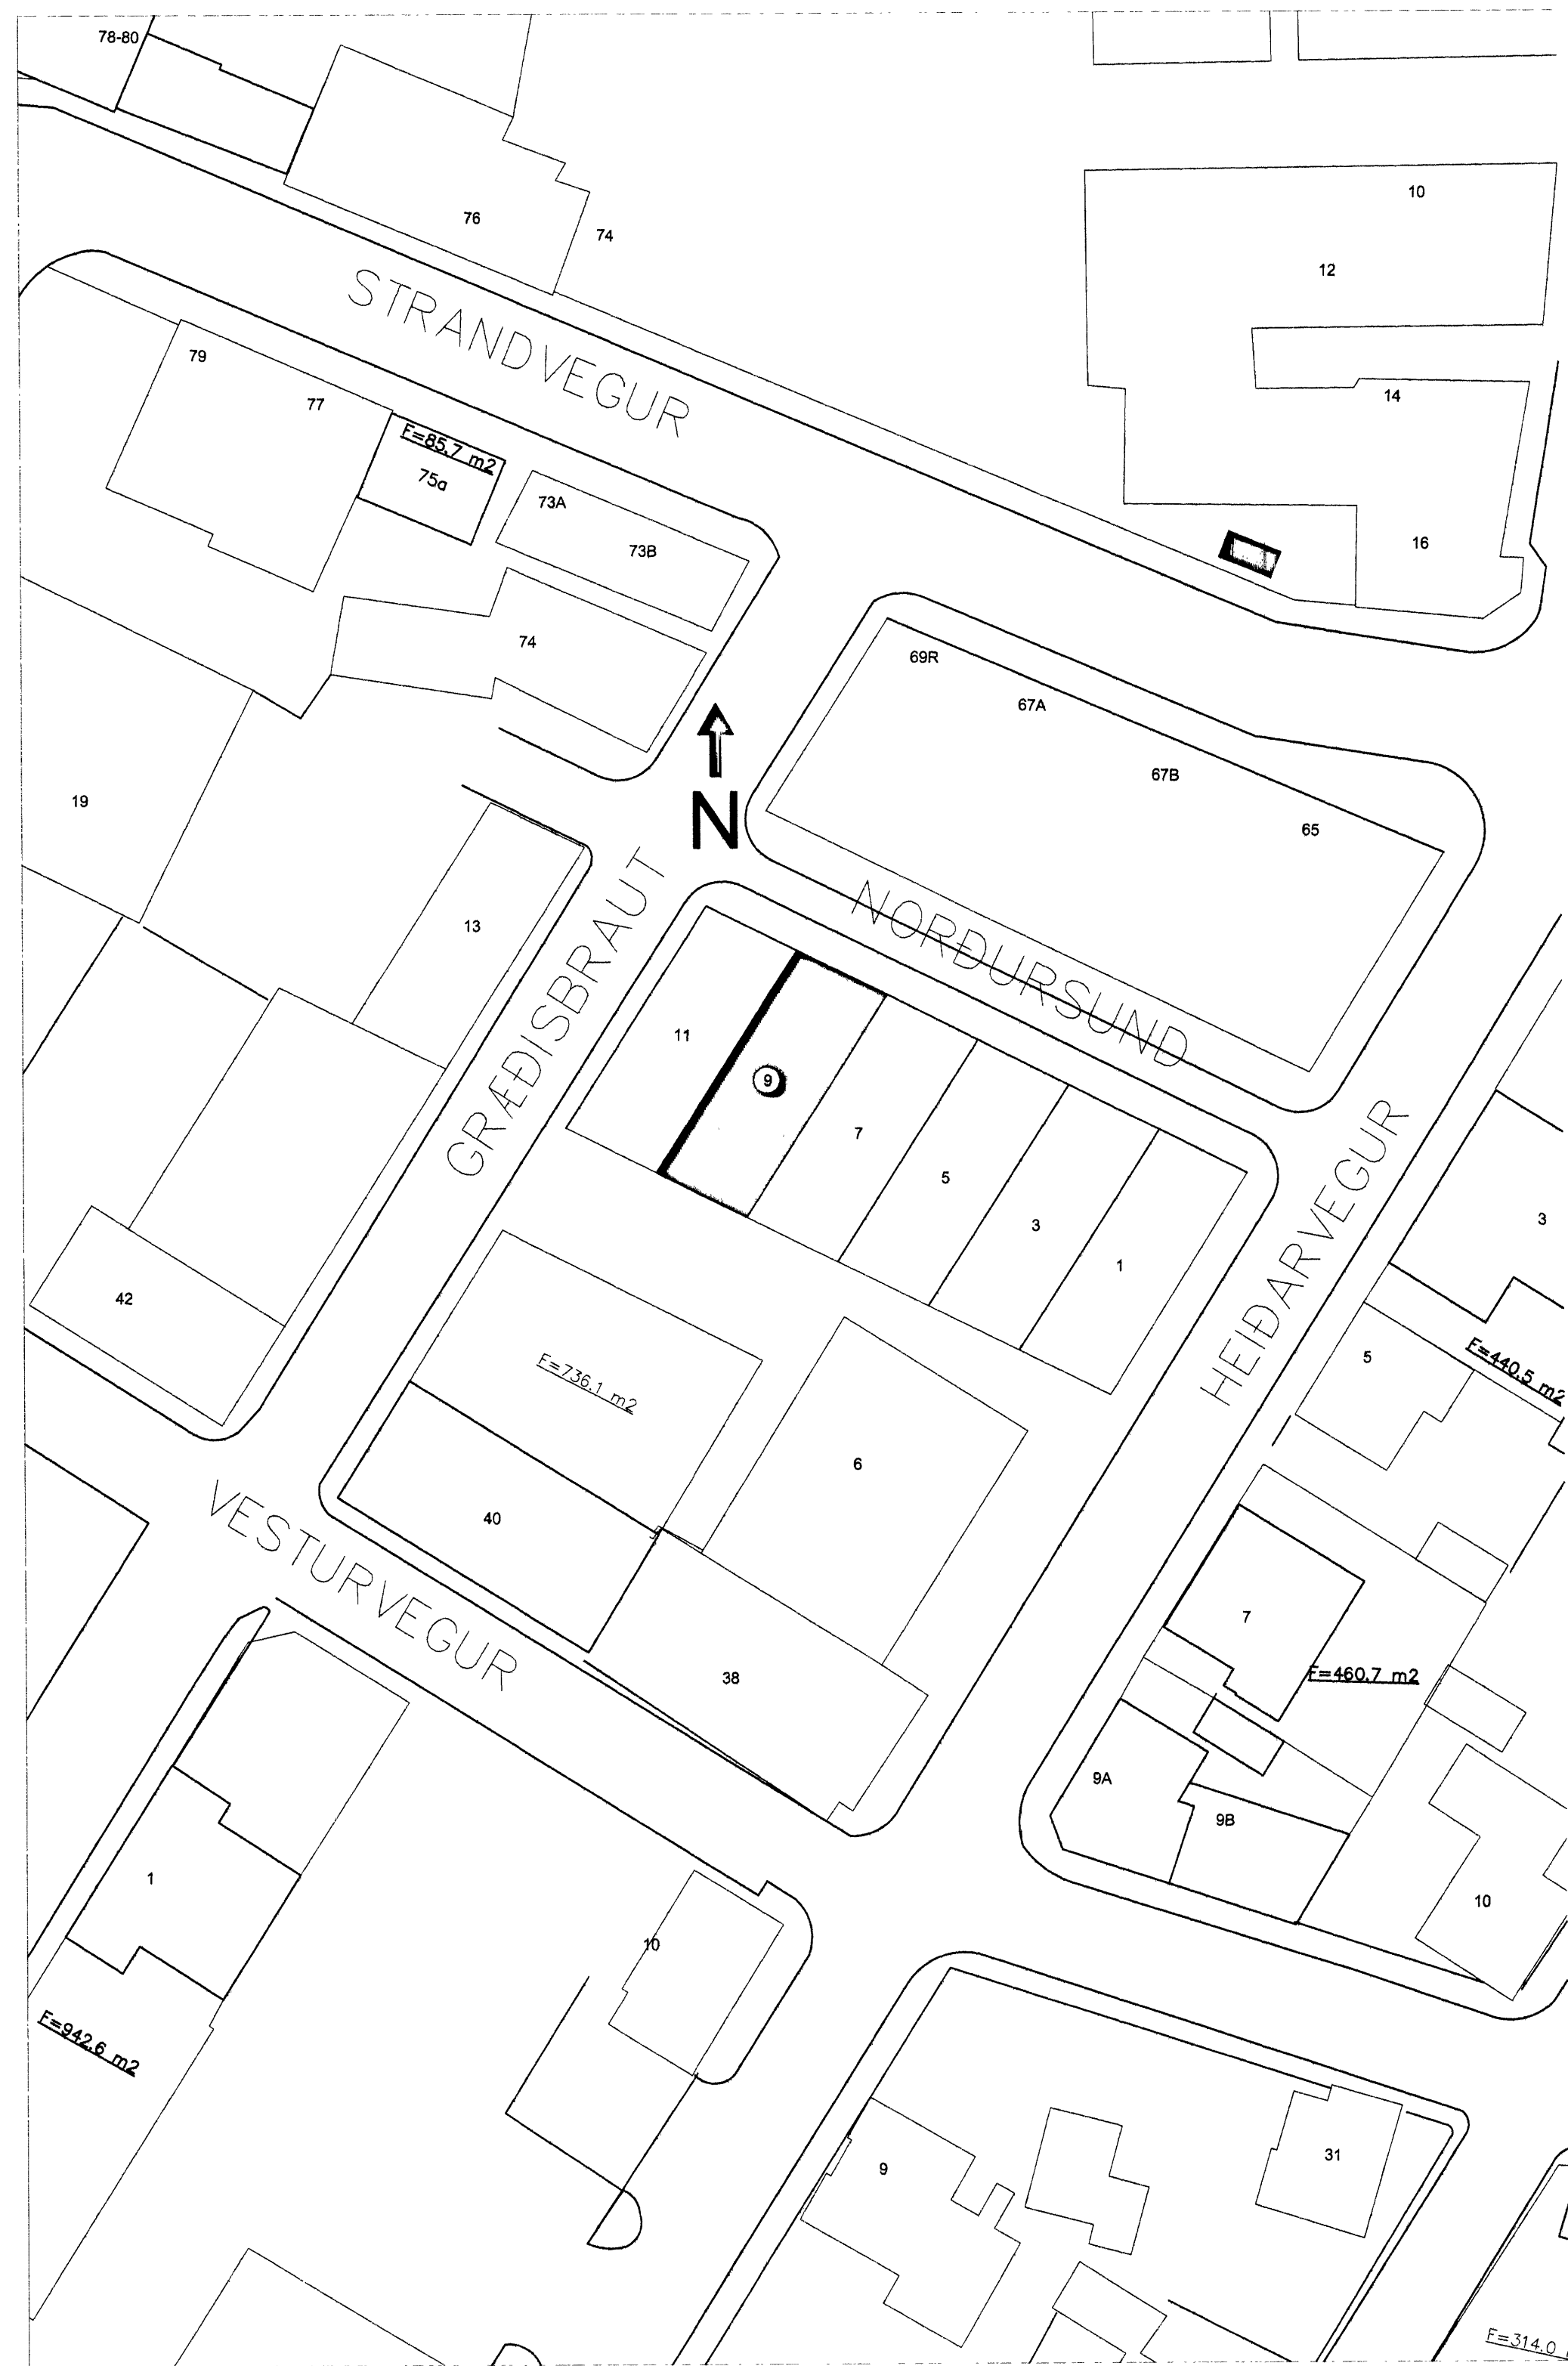 78-80
76
74
10
12
STRANDVEGUR
79
77
14
F=85.7 m2
75a
73A
73B
16
74
69R
67A
67B
65
N
19
13
GRÆÐISBRAUT
NORÐURSUND
11
9
7
5
3
1
HEIÐARVEGUR
3
42
5
F=440.5 m2
F=736.1 m2
6
40
VESTURVEGUR
7
38
F=460.7 m2
9A
9B
1
10
10
F=942.6 m2
9
31
F=314.0